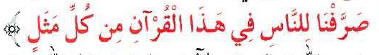 صَرَّفْنَا لِلنَّاسِ فِي هَذَا الْقُرْآنِ مِن كُلِّ مَثَلٍ